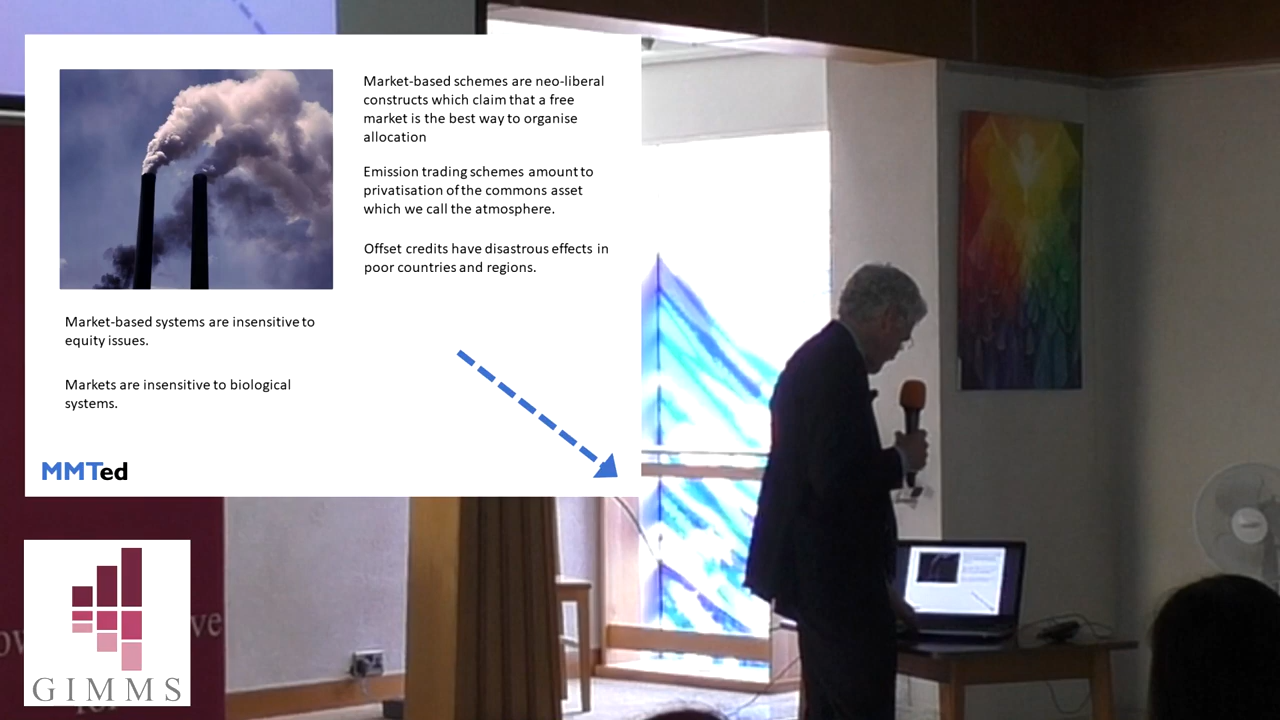 Market-based schemes are neo-liberal
constructs which claim that a free
market is the best way to organise
allocation
Emission trading schemes amount to
privatisation of the commons asset
which we call the atmosphere.
Offset credits have disastrous effects in
poor countries and regions.
Market-based systems are insensitive to
equity issues.
Markets are insensitive to biological
systems.
MMTed
GIMMS